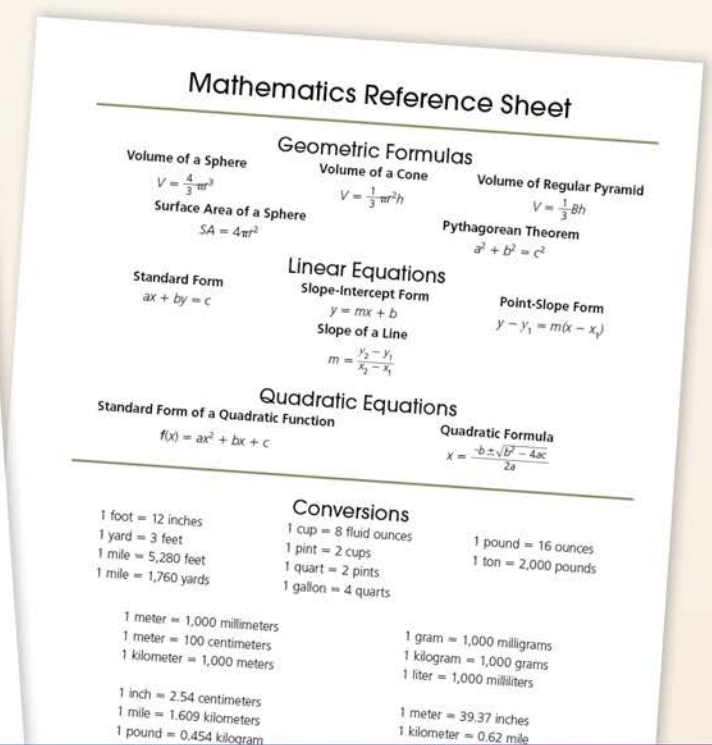 Mathematics Reference Sheet
Geometric Formulas
Volume of a Sphere
V = 4/3 πr³
Volume of a Cone
V = 1/3 πr²h
Volume of Regular Pyramid
V = 1/3 Bh
Surface Area of a Sphere
SA = 4πr²
Pythagorean Theorem
a² + b² = c²
Linear Equations
Standard Form
ax + by = c
Slope-Intercept Form
y = mx + b
Point-Slope Form
y − y₁ = m(x − x₁)
Slope of a Line
m = (y₂ − y₁)/(x₂ − x₁)
Quadratic Equations
Standard Form of a Quadratic Function
f(x) = ax² + bx + c
Quadratic Formula
x = (-b ± √(b² − 4ac))/2a
Conversions
1 foot = 12 inches
1 yard = 3 feet
1 mile = 5,280 feet
1 mile = 1,760 yards
1 cup = 8 fluid ounces
1 pint = 2 cups
1 quart = 2 pints
1 gallon = 4 quarts
1 pound = 16 ounces
1 ton = 2,000 pounds
1 meter = 1,000 millimeters
1 meter = 100 centimeters
1 kilometer = 1,000 meters
1 gram = 1,000 milligrams
1 kilogram = 1,000 grams
1 liter = 1,000 milliliters
1 inch = 2.54 centimeters
1 mile = 1.609 kilometers
1 pound = 0.454 kilogram
1 meter = 39.37 inches
1 kilometer = 0.62 mile